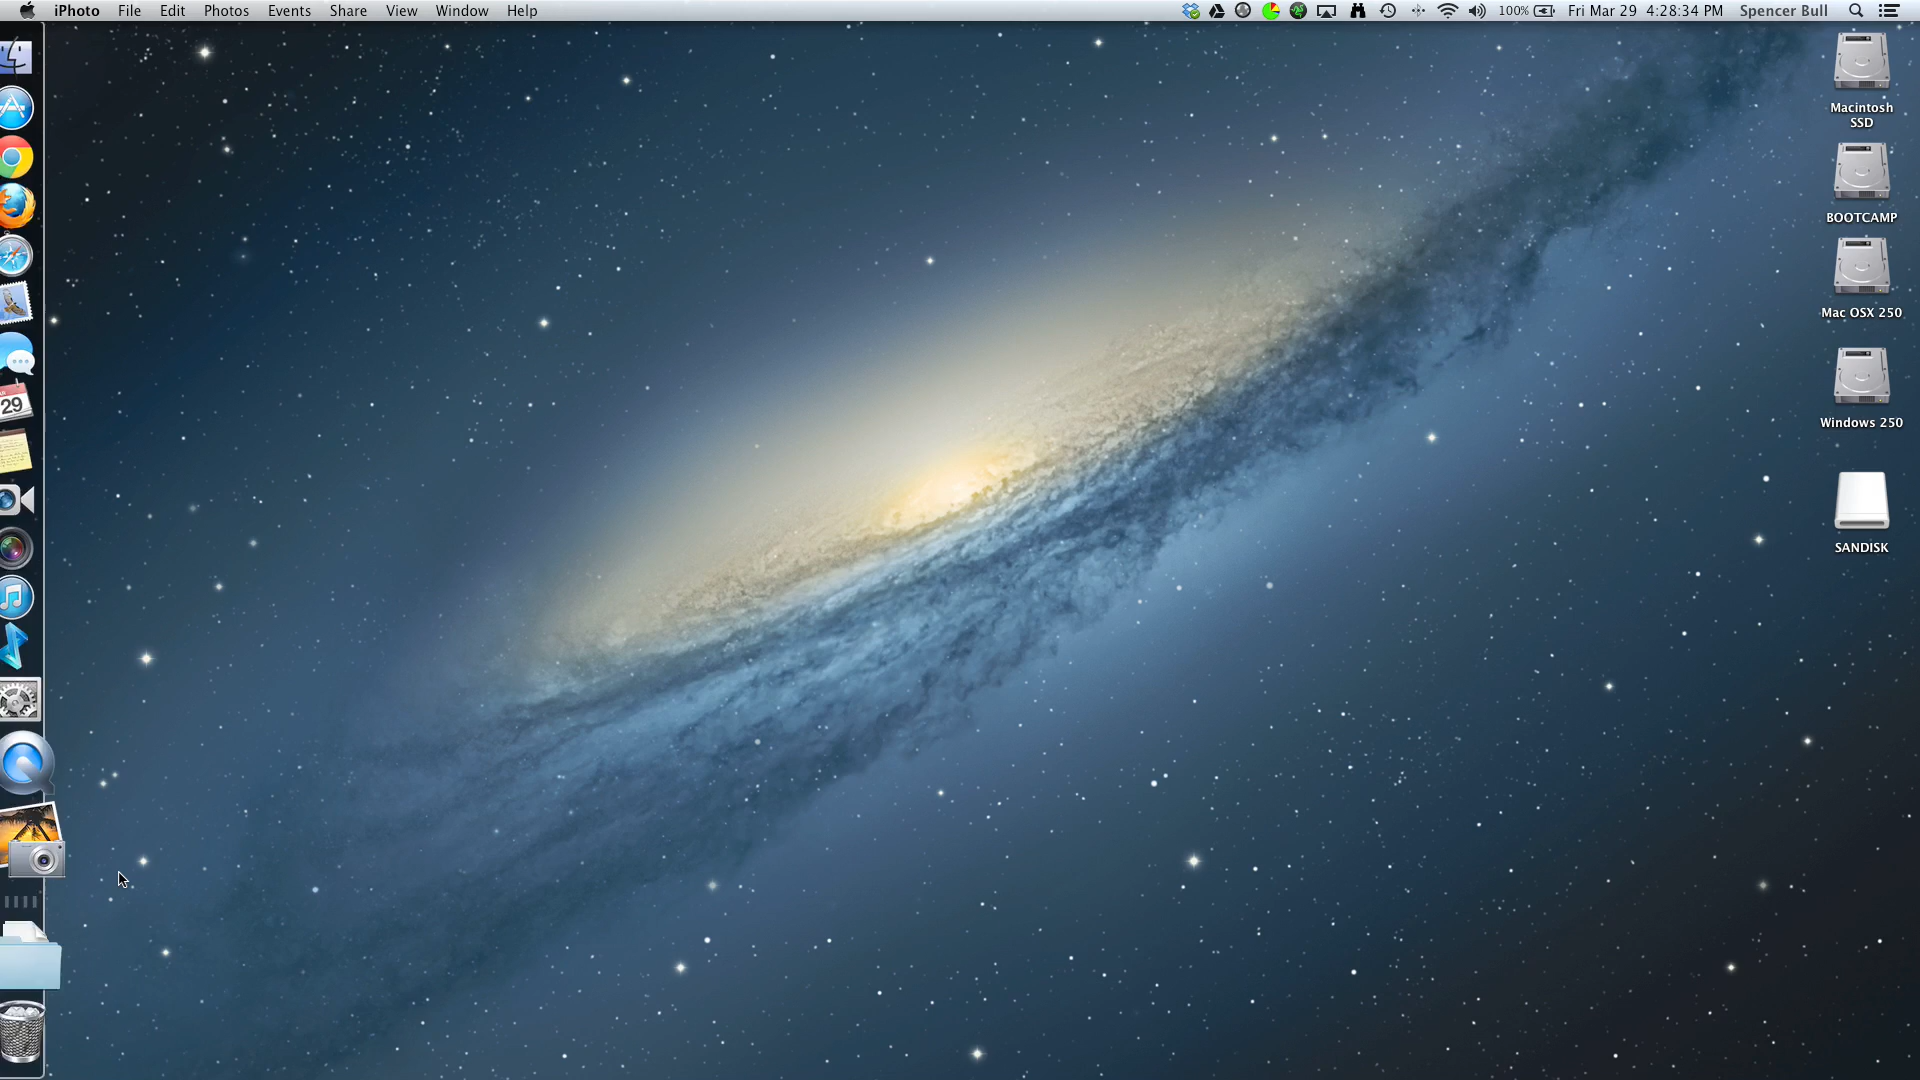 iPhoto File Edit Photos Events Share View Window Help 100% Fri Mar 29 4:28:34 PM Spencer Bull
Macintosh
SSD
BOOTCAMP
Mac OSX 250
Windows 250
SANDISK
29